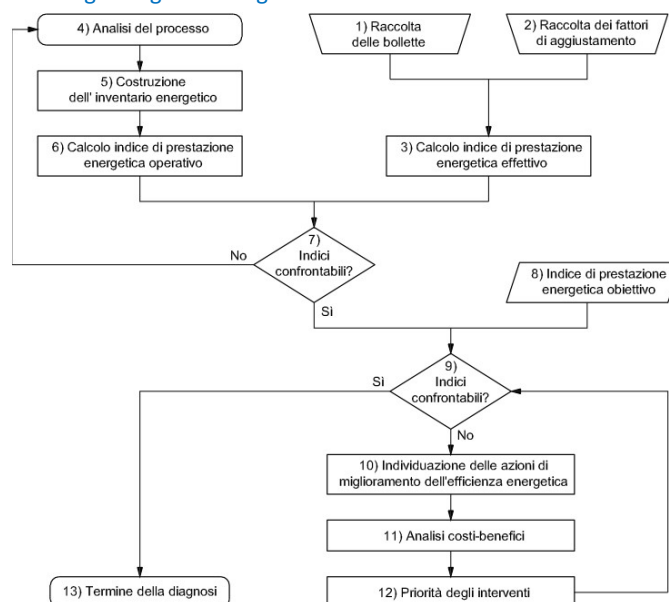 4) Analisi del processo
1) Raccolta
delle bollette
2) Raccolta dei fattori
di aggiustamento
5) Costruzione
dell' inventario energetico
6) Calcolo indice di prestazione
energetica operativo
3) Calcolo indice di prestazione
energetica effettivo
7)
Indici
confrontabili?
No
Sì
8) Indice di prestazione
energetica obiettivo
9)
Indici
confrontabili?
Sì
No
10) Individuazione delle azioni di
miglioramento dell'efficienza energetica
11) Analisi costi-benefici
13) Termine della diagnosi
12) Priorità degli interventi